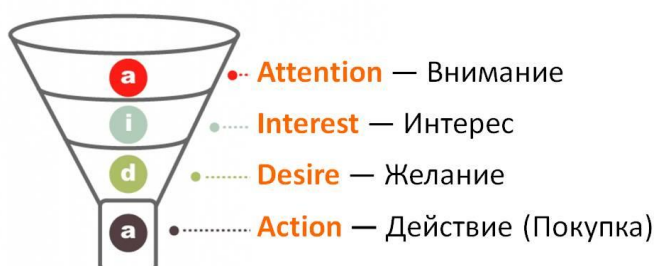 a Attention — Внимание
i Interest — Интерес
d Desire — Желание
a Action — Действие (Покупка)